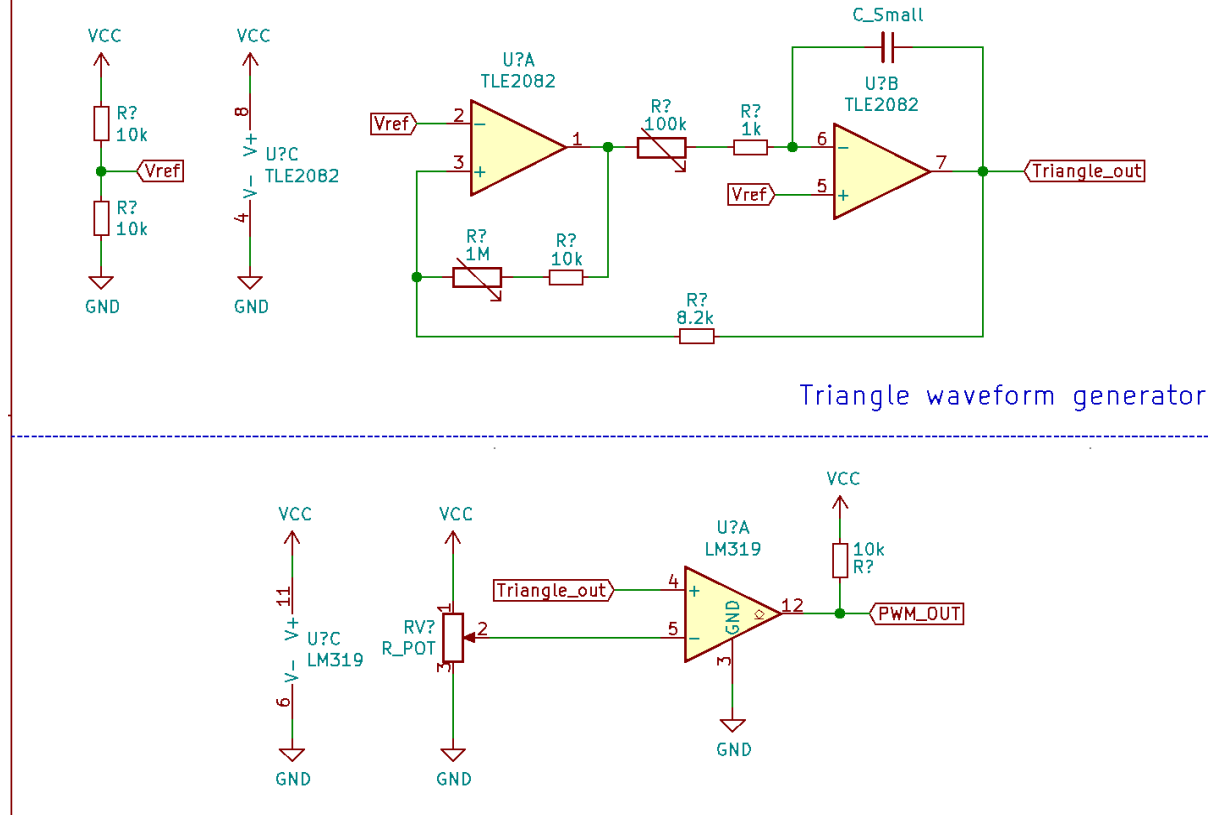 C_Small
VCC
VCC
U?A
TLE2082
U?B
TLE2082
R?
10k
8
V+
U?C
TLE2082
V-
4
Vref
R?
10k
GND
GND
Vref
2
-
3
+
1
R?
100k
R?
1k
6
-
Vref
5
+
7
Triangle_out
R?
1M
R?
10k
R?
8.2k
Triangle waveform generator
VCC
VCC
VCC
U?A
LM319
10k
R?
11
V+
U?C
LM319
V-
6
GND
1
RV?
R_POT
2
3
GND
Triangle_out
4
+
5
-
GND
3
12
PWM_OUT
GND